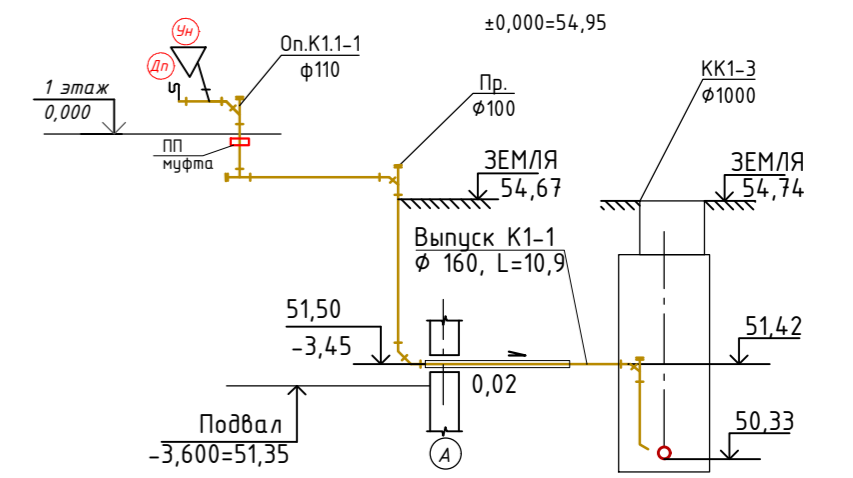 ±0,000=54,95
Ун
Дп
Оп.К1.1-1
ф110
1 этаж
0,000
ПП
муфта
Пр.
Ø100
КК1-3
Ø1000
ЗЕМЛЯ
54,67
ЗЕМЛЯ
54,74
Выпуск К1-1
Ø 160, L=10,9
51,50
-3,45
0,02
51,42
50,33
Подвал
-3,600=51,35
А